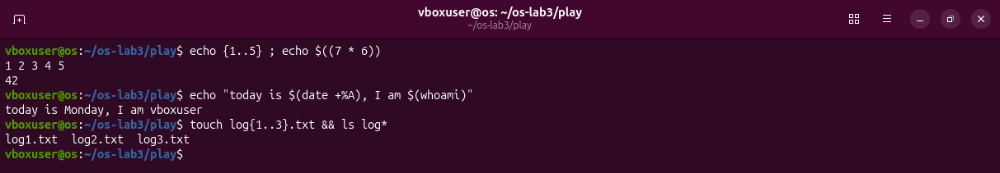 vboxuser@os: ~/os-lab3/play
~/os-lab3/play
vboxuser@os:~/os-lab3/play$ echo {1..5} ; echo $((7 * 6))
1 2 3 4 5
42
vboxuser@os:~/os-lab3/play$ echo "today is $(date +%A), I am $(whoami)"
today is Monday, I am vboxuser
vboxuser@os:~/os-lab3/play$ touch log{1..3}.txt && ls log*
log1.txt  log2.txt  log3.txt
vboxuser@os:~/os-lab3/play$